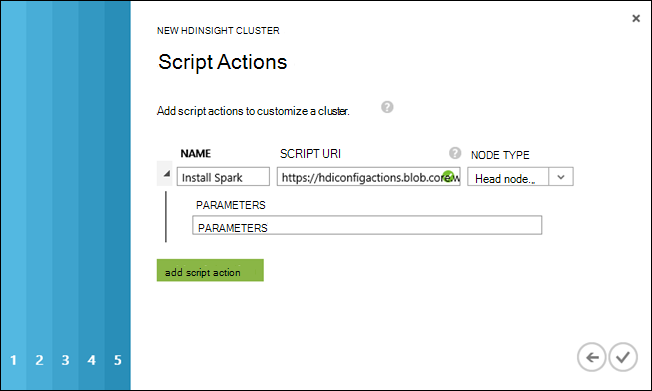 NEW HDINSIGHT CLUSTER
Script Actions
Add script actions to customize a cluster. ?
NAME SCRIPT URI ? NODE TYPE
Install Spark https://hdiconfigactions.blob.core.w Head node...
PARAMETERS
PARAMETERS
add script action
1 2 3 4 5